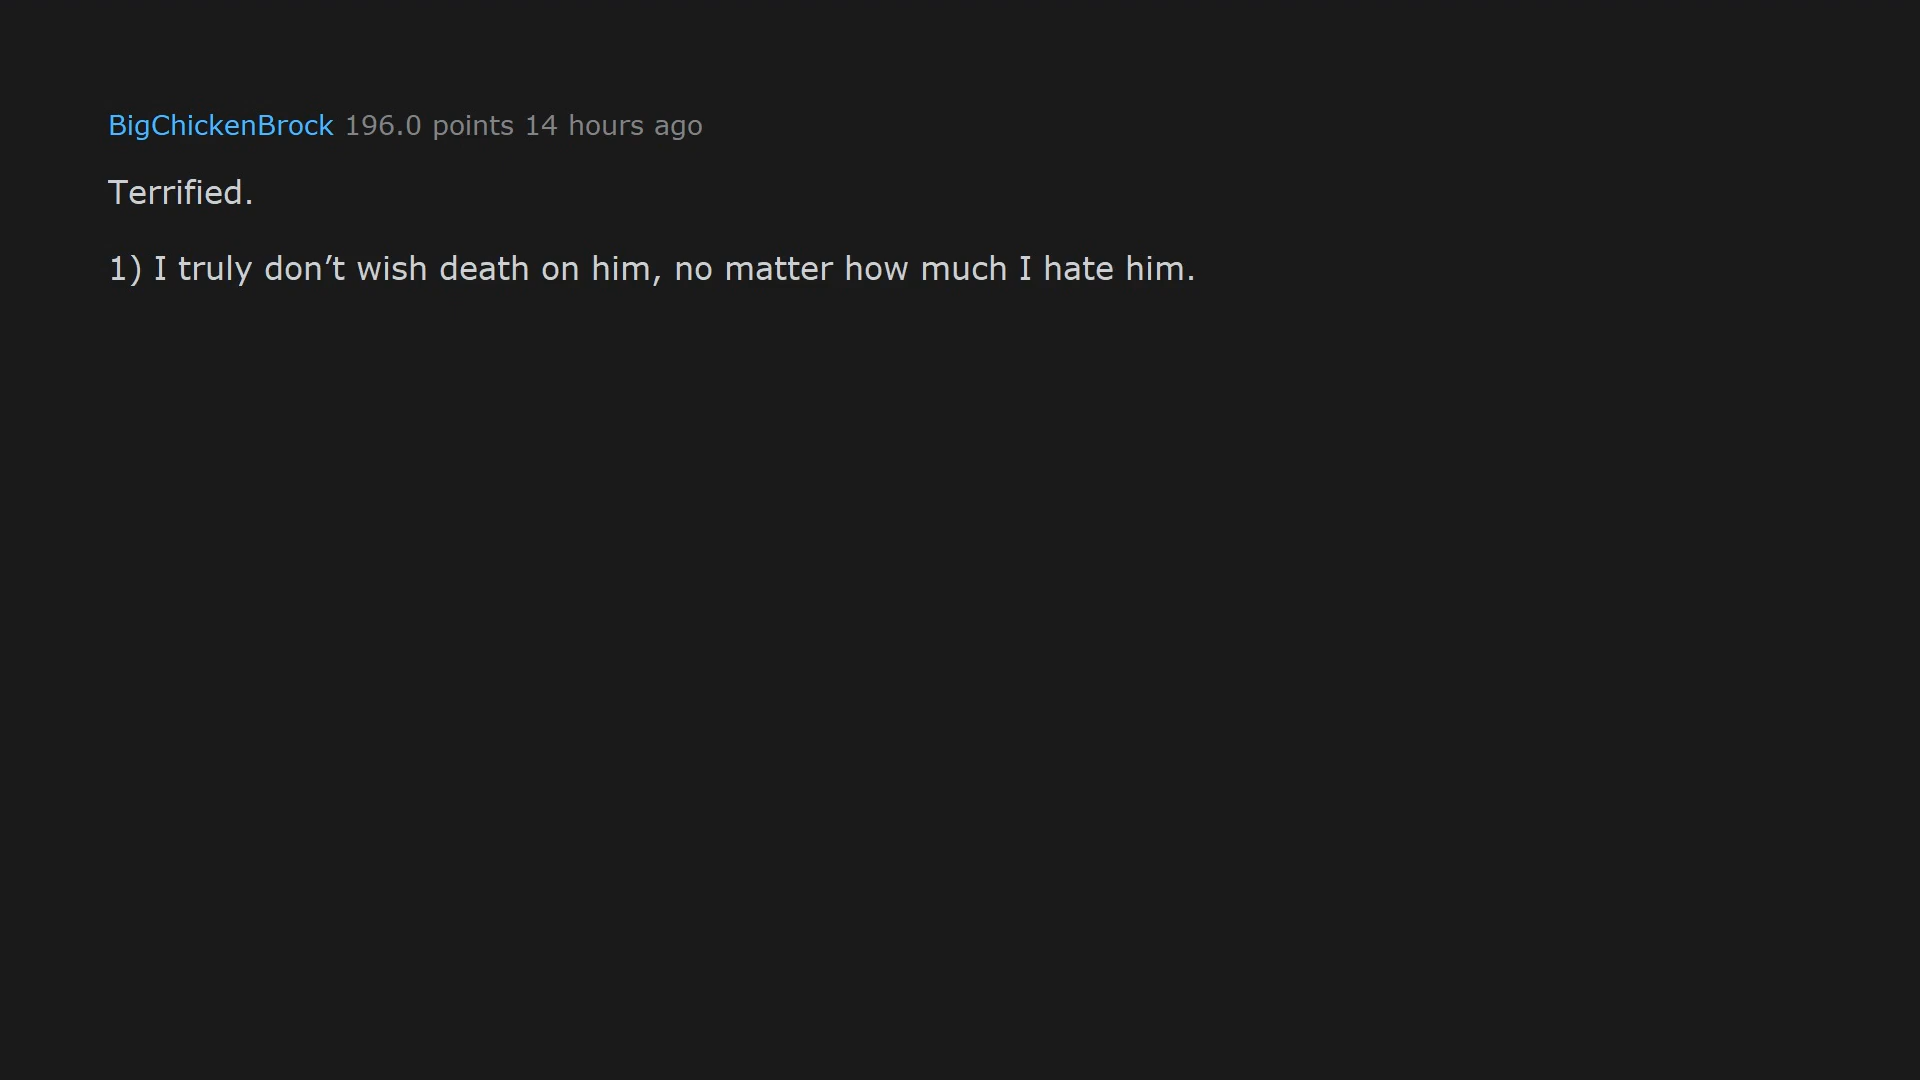 BigChickenBrock 196.0 points 14 hours ago
Terrified.
1) I truly don’t wish death on him, no matter how much I hate him.